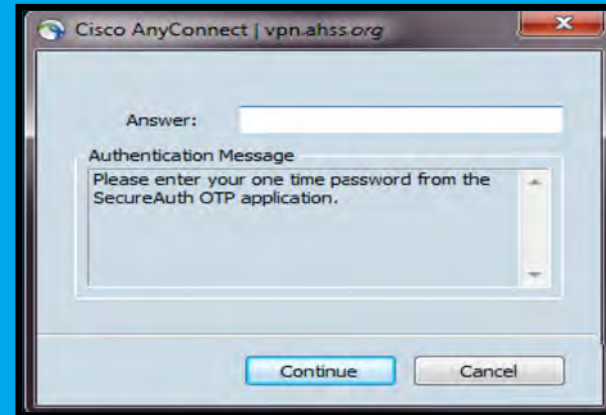 Cisco AnyConnect | vpn.ahss.org
Answer:
Authentication Message
Please enter your one time password from the
SecureAuth OTP application.
Continue
Cancel